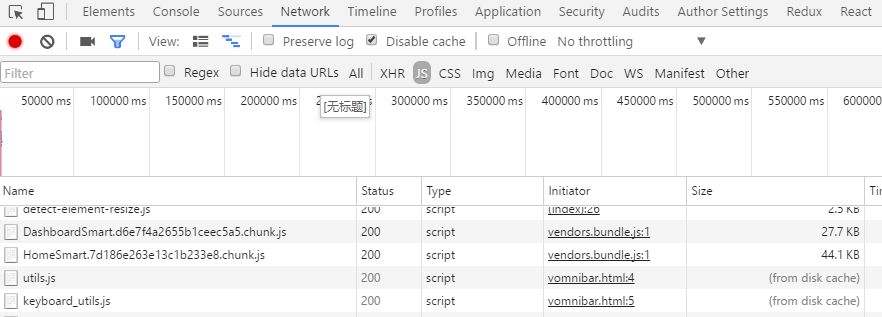 Elements Console Sources Network Timeline Profiles Application Security Audits Author Settings Redux React
View: Preserve log Disable cache Offline No throttling
Filter Regex Hide data URLs All XHR JS CSS Img Media Font Doc WS Manifest Other
50000 ms 100000 ms 150000 ms 200000 ms 300000 ms 350000 ms 400000 ms 450000 ms 500000 ms 550000 ms 600000
[无标题]
Name Status Type Initiator Size
detect-element-resize.js 200 script (index):26 2.5 KB
DashboardSmart.d6e7f4a2655b1ceec5a5.chunk.js 200 script vendors.bundle.js:1 27.7 KB
HomeSmart.7d186e263e13c1b233e8.chunk.js 200 script vendors.bundle.js:1 44.1 KB
utils.js 200 script vomnibar.html:4 (from disk cache)
keyboard_utils.js 200 script vomnibar.html:5 (from disk cache)